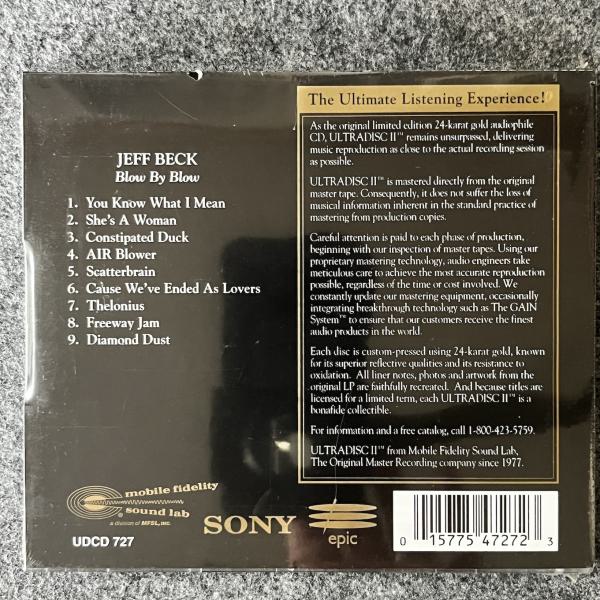 JEFF BECK
Blow By Blow
1. You Know What I Mean
2. She's A Woman
3. Constipated Duck
4. AIR Blower
5. Scatterbrain
6. Cause We've Ended As Lovers
7. Thelonius
8. Freeway Jam
9. Diamond Dust
The Ultimate Listening Experience!
As the original limited edition 24-karat gold audiophile
CD, ULTRADISC II™ remains unsurpassed, delivering
music reproduction as close to the actual recording session
as possible.
ULTRADISC II™ is mastered directly from the original
master tape. Consequently, it does not suffer the loss of
musical information inherent in the standard practice of
mastering from production copies.
Careful attention is paid to each phase of production,
beginning with our inspection of master tapes. Using our
proprietary mastering technology, audio engineers take
meticulous care to achieve the most accurate reproduction
possible, regardless of the time or cost involved. We
constantly update our mastering equipment, occasionally
integrating breakthrough technology such as The GAIN
System™ to ensure that our customers receive the finest
audio products in the world.
Each disc is custom-pressed using 24-karat gold, known
for its superior reflective qualities and its resistance to
oxidation. All liner notes, photos and artwork from the
original LP are faithfully recreated. And because titles are
licensed for a limited term, each ULTRADISC II™ is a
bonafide collectible.
For information and a free catalog, call 1-800-423-5759.
ULTRADISC II™ from Mobile Fidelity Sound Lab,
The Original Master Recording company since 1977.
mobile fidelity
sound lab
a division of MFSL, INC.
UDCD 727
SONY
epic
0 15775 47272 3